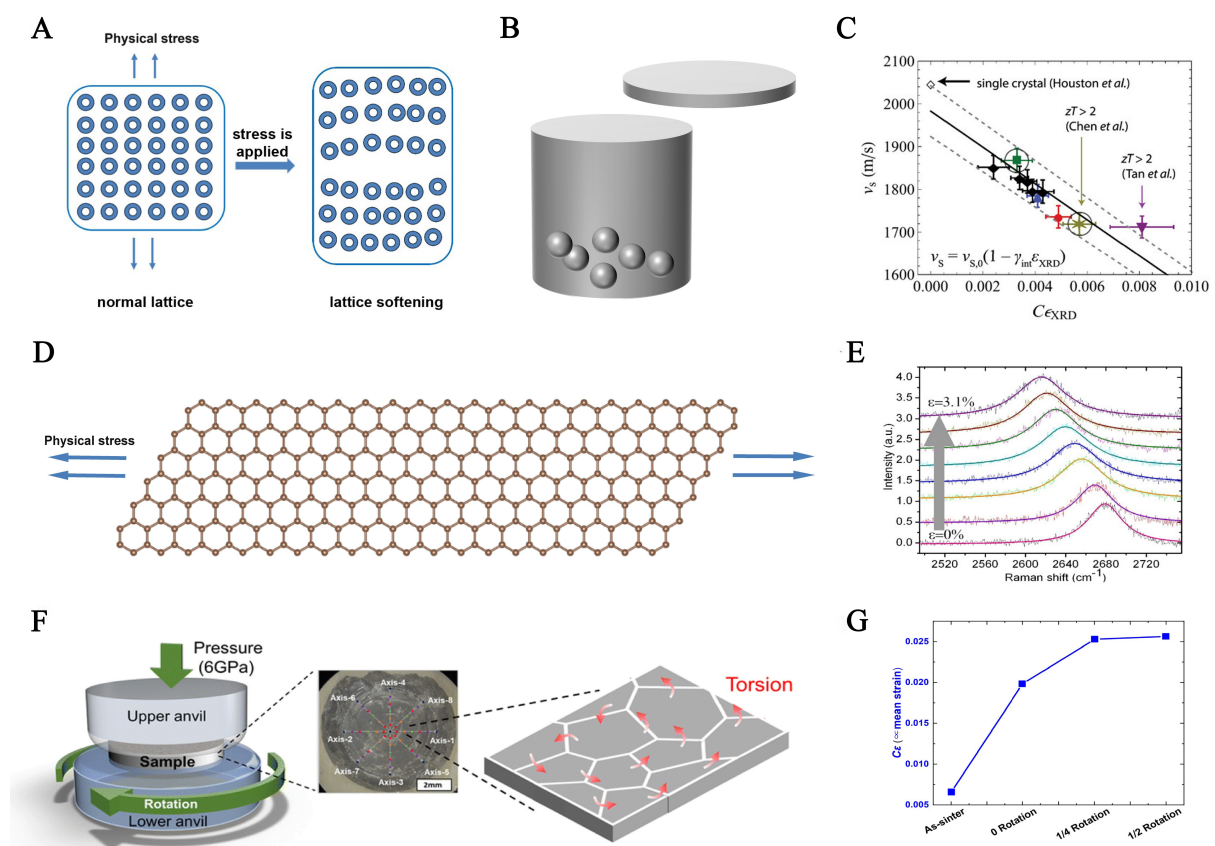 A
Physical stress
stress is
applied
normal lattice
lattice softening
B
C
2100
2000
1900
1800
1700
1600
vs (m/s)
single crystal (Houston et al.)
zT > 2
(Chen et al.)
zT > 2
(Tan et al.)
vS = vS,0(1 − γintεXRD)
0.000
0.002
0.004
0.006
0.008
0.010
CϵXRD
D
Physical stress
E
4.0
3.5
3.0
2.5
2.0
1.5
1.0
0.5
0.0
Intensity (a.u.)
ε=3.1%
ε=0%
2520
2560
2600
2640
2680
2720
Raman shift (cm-1)
F
Pressure
(6GPa)
Upper anvil
Sample
Rotation
Lower anvil
Axis-4
Axis-6
Axis-8
Axis-2
Axis-1
Axis-7
Axis-5
Axis-3
2mm
Torsion
G
0.025
0.020
0.015
0.010
0.005
Cε (∝mean strain)
As-sinter
0 Rotation
1/4 Rotation
1/2 Rotation